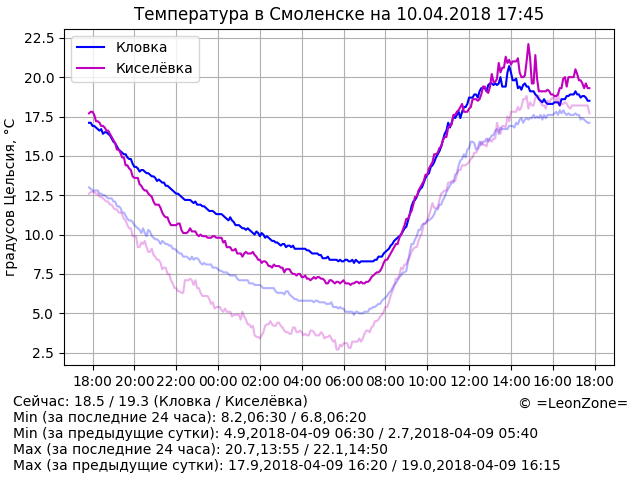 Температура в Смоленске на 10.04.2018 17:45
Кловка
Киселёвка
градусов Цельсия, °C
22.5
20.0
17.5
15.0
12.5
10.0
7.5
5.0
2.5
18:00 20:00 22:00 00:00 02:00 04:00 06:00 08:00 10:00 12:00 14:00 16:00 18:00
Сейчас: 18.5 / 19.3 (Кловка / Киселёвка)
© =LeonZone=
Min (за последние 24 часа): 8.2,06:30 / 6.8,06:20
Min (за предыдущие сутки): 4.9,2018-04-09 06:30 / 2.7,2018-04-09 05:40
Max (за последние 24 часа): 20.7,13:55 / 22.1,14:50
Max (за предыдущие сутки): 17.9,2018-04-09 16:20 / 19.0,2018-04-09 16:15